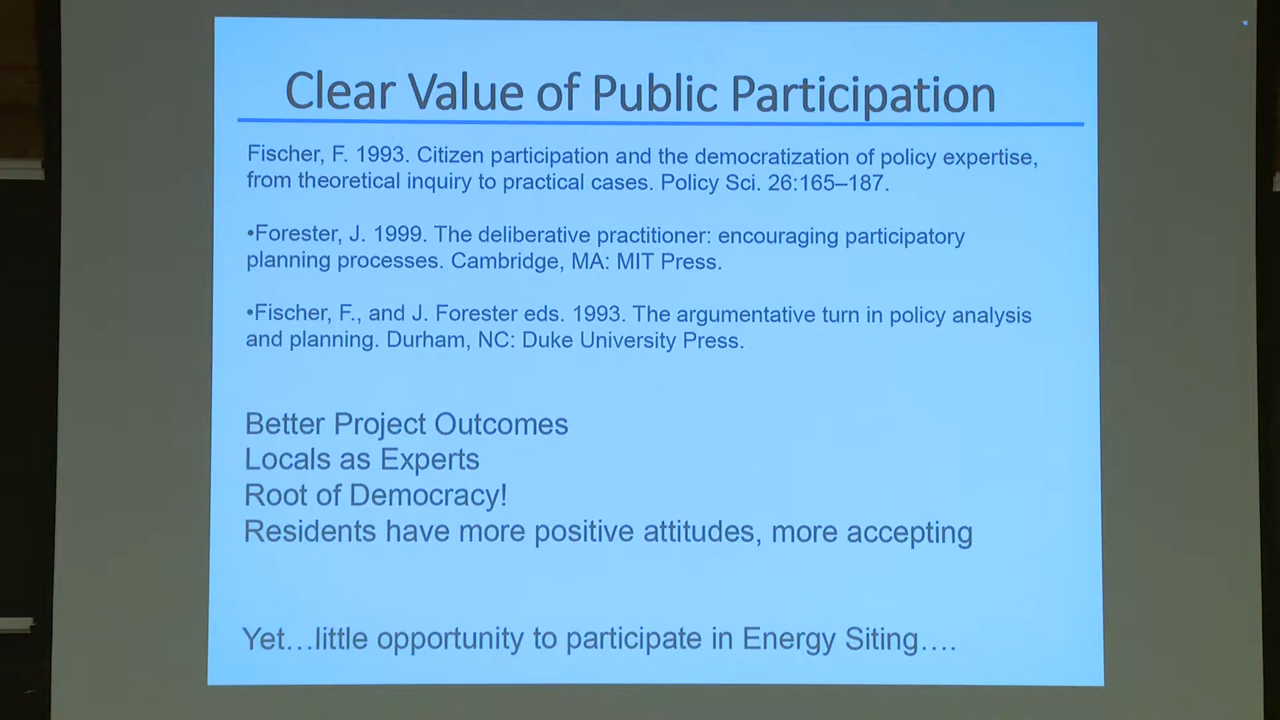 Clear Value of Public Participation
Fischer, F. 1993. Citizen participation and the democratization of policy expertise,
from theoretical inquiry to practical cases. Policy Sci. 26:165–187.
•Forester, J. 1999. The deliberative practitioner: encouraging participatory
planning processes. Cambridge, MA: MIT Press.
•Fischer, F., and J. Forester eds. 1993. The argumentative turn in policy analysis
and planning. Durham, NC: Duke University Press.
Better Project Outcomes
Locals as Experts
Root of Democracy!
Residents have more positive attitudes, more accepting
Yet…little opportunity to participate in Energy Siting….